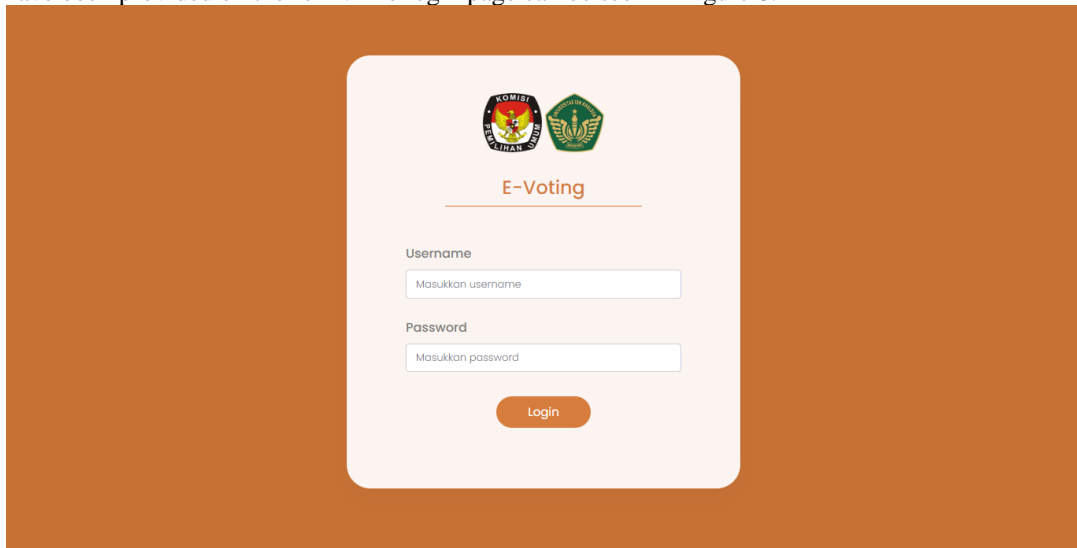 KOMISI
PEMILIHAN UMUM
E-Voting
Username
Masukkan username
Password
Masukkan password
Login